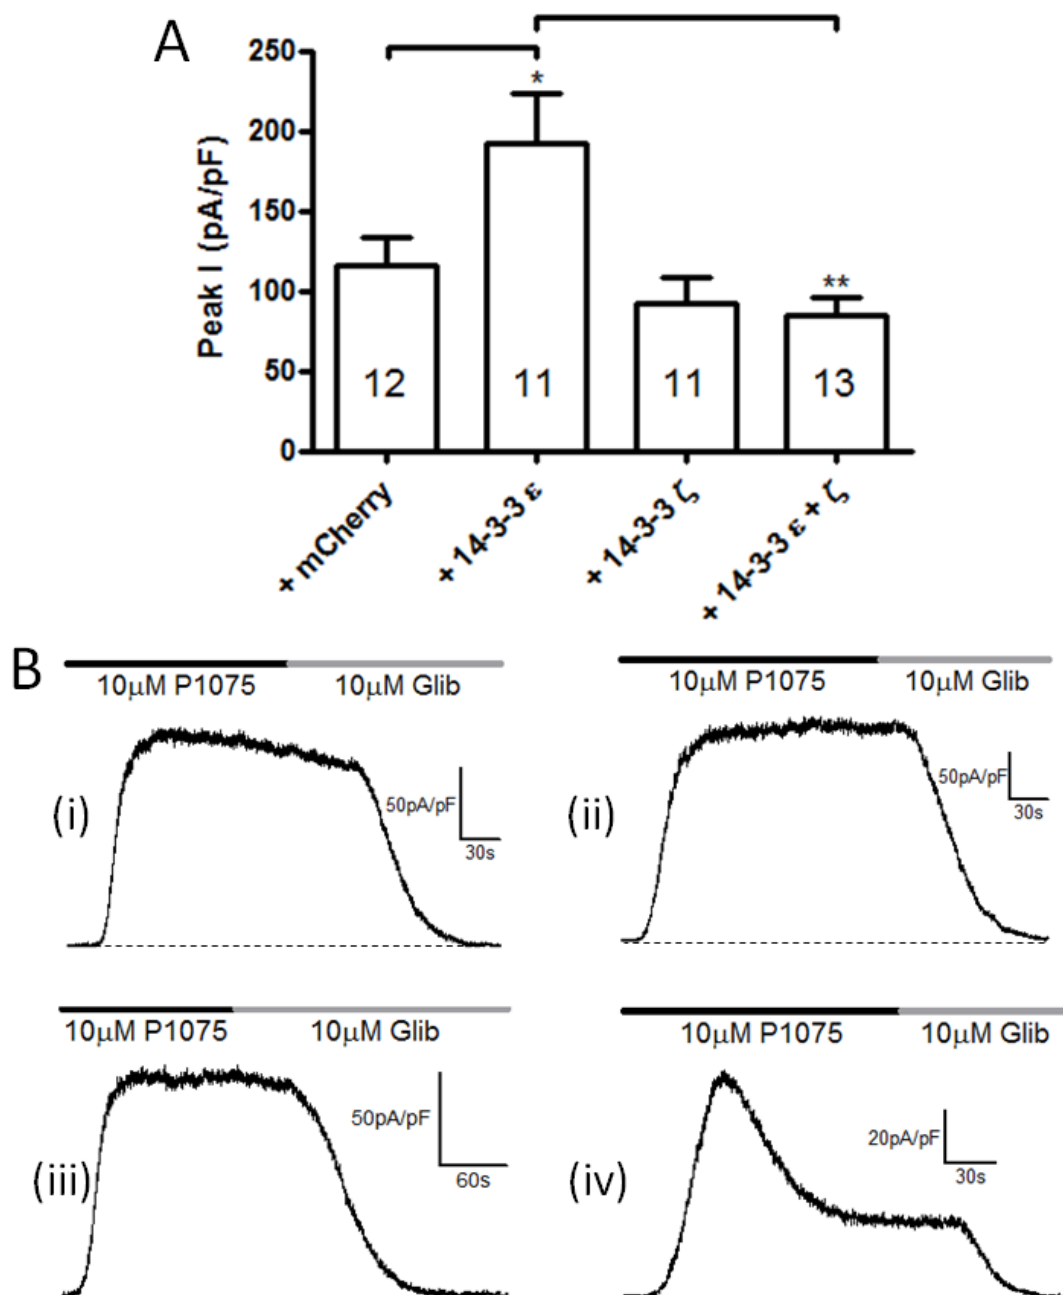 A
Peak I (pA/pF)
250
200
150
100
50
0
*
**
12
11
11
13
+ mCherry
+ 14-3-3 ε
+ 14-3-3 ζ
+ 14-3-3 ε + ζ
B
10μM P1075
10μM Glib
(i)
50pA/pF
30s
10μM P1075
10μM Glib
(ii)
50pA/pF
30s
10μM P1075
10μM Glib
(iii)
50pA/pF
60s
10μM P1075
10μM Glib
(iv)
20pA/pF
30s